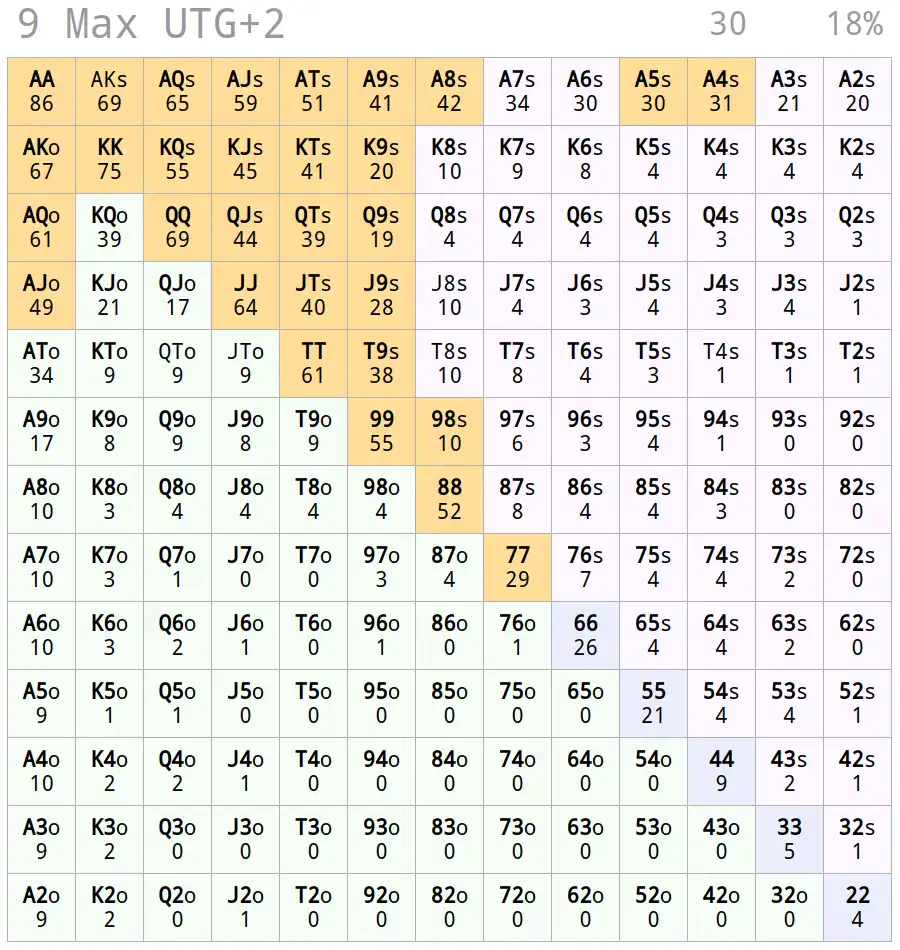 9 Max UTG+2 30 18%
AA AKs AQs AJs ATs A9s A8s A7s A6s A5s A4s A3s A2s
86 69 65 59 51 41 42 34 30 30 31 21 20
AKo KK KQs KJs KTs K9s K8s K7s K6s K5s K4s K3s K2s
67 75 55 45 41 20 10 9 8 4 4 4 4
AQo KQo QQ QJs QTs Q9s Q8s Q7s Q6s Q5s Q4s Q3s Q2s
61 39 69 44 39 19 4 4 4 4 3 3 3
AJo KJo QJo JJ JTs J9s J8s J7s J6s J5s J4s J3s J2s
49 21 17 64 40 28 10 4 3 4 3 4 1
ATo KTo QTo JTo TT T9s T8s T7s T6s T5s T4s T3s T2s
34 9 9 9 61 38 10 8 4 3 1 1 1
A9o K9o Q9o J9o T9o 99 98s 97s 96s 95s 94s 93s 92s
17 8 9 8 9 55 10 6 3 4 1 0 0
A8o K8o Q8o J8o T8o 98o 88 87s 86s 85s 84s 83s 82s
10 3 4 4 4 4 52 8 4 4 3 0 0
A7o K7o Q7o J7o T7o 97o 87o 77 76s 75s 74s 73s 72s
10 3 1 0 0 3 4 29 7 4 4 2 0
A6o K6o Q6o J6o T6o 96o 86o 76o 66 65s 64s 63s 62s
10 3 2 1 0 1 0 1 26 4 4 2 0
A5o K5o Q5o J5o T5o 95o 85o 75o 65o 55 54s 53s 52s
9 1 1 0 0 0 0 0 0 21 4 4 1
A4o K4o Q4o J4o T4o 94o 84o 74o 64o 54o 44 43s 42s
10 2 2 1 0 0 0 0 0 0 9 2 1
A3o K3o Q3o J3o T3o 93o 83o 73o 63o 53o 43o 33 32s
9 2 0 0 0 0 0 0 0 0 0 5 1
A2o K2o Q2o J2o T2o 92o 82o 72o 62o 52o 42o 32o 22
9 2 0 1 0 0 0 0 0 0 0 0 4